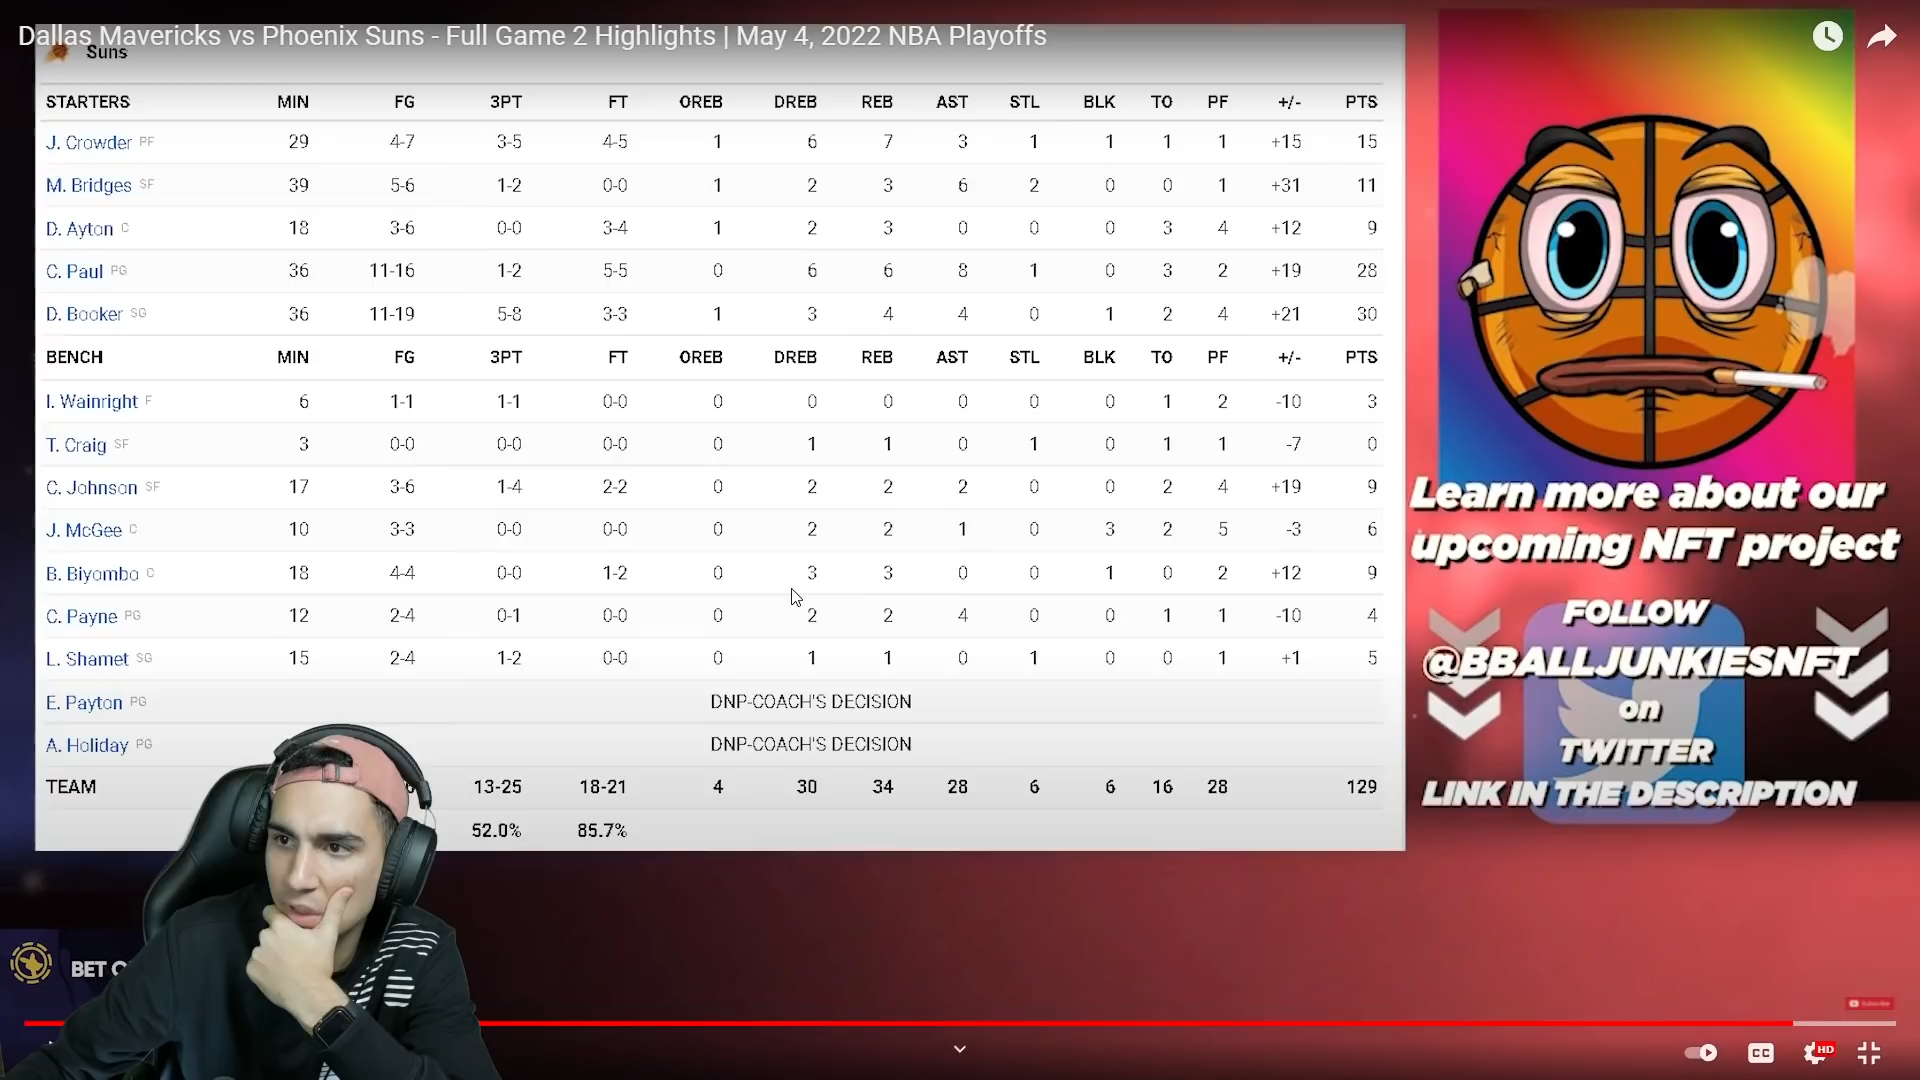 Dallas Mavericks vs Phoenix Suns - Full Game 2 Highlights | May 4, 2022 NBA Playoffs
Suns
STARTERS MIN FG 3PT FT OREB DREB REB AST STL BLK TO PF +/- PTS
J. Crowder PF 29 4-7 3-5 4-5 1 6 7 3 1 1 1 1 +15 15
M. Bridges SF 39 5-6 1-2 0-0 1 2 3 6 2 0 0 1 +31 11
D. Ayton C 18 3-6 0-0 3-4 1 2 3 0 0 0 3 4 +12 9
C. Paul PG 36 11-16 1-2 5-5 0 6 6 8 1 0 3 2 +19 28
D. Booker SG 36 11-19 5-8 3-3 1 3 4 4 0 1 2 4 +21 30
BENCH MIN FG 3PT FT OREB DREB REB AST STL BLK TO PF +/- PTS
I. Wainright F 6 1-1 1-1 0-0 0 0 0 0 0 0 1 2 -10 3
T. Craig SF 3 0-0 0-0 0-0 0 1 1 0 1 0 1 1 -7 0
C. Johnson SF 17 3-6 1-4 2-2 0 2 2 2 0 0 2 4 +19 9
J. McGee C 10 3-3 0-0 0-0 0 2 2 1 0 3 2 5 -3 6
B. Biyombo C 18 4-4 0-0 1-2 0 3 3 0 0 1 0 2 +12 9
C. Payne PG 12 2-4 0-1 0-0 0 2 2 4 0 0 1 1 -10 4
L. Shamet SG 15 2-4 1-2 0-0 0 1 1 0 1 0 0 1 +1 5
E. Payton PG DNP-COACH'S DECISION
A. Holiday PG DNP-COACH'S DECISION
TEAM 13-25 18-21 4 30 34 28 6 6 16 28 129
52.0% 85.7%
Learn more about our
upcoming NFT project
FOLLOW
@BBALLJUNKIESNFT
on
TWITTER
LINK IN THE DESCRIPTION
BET
Subscribe
CC
HD